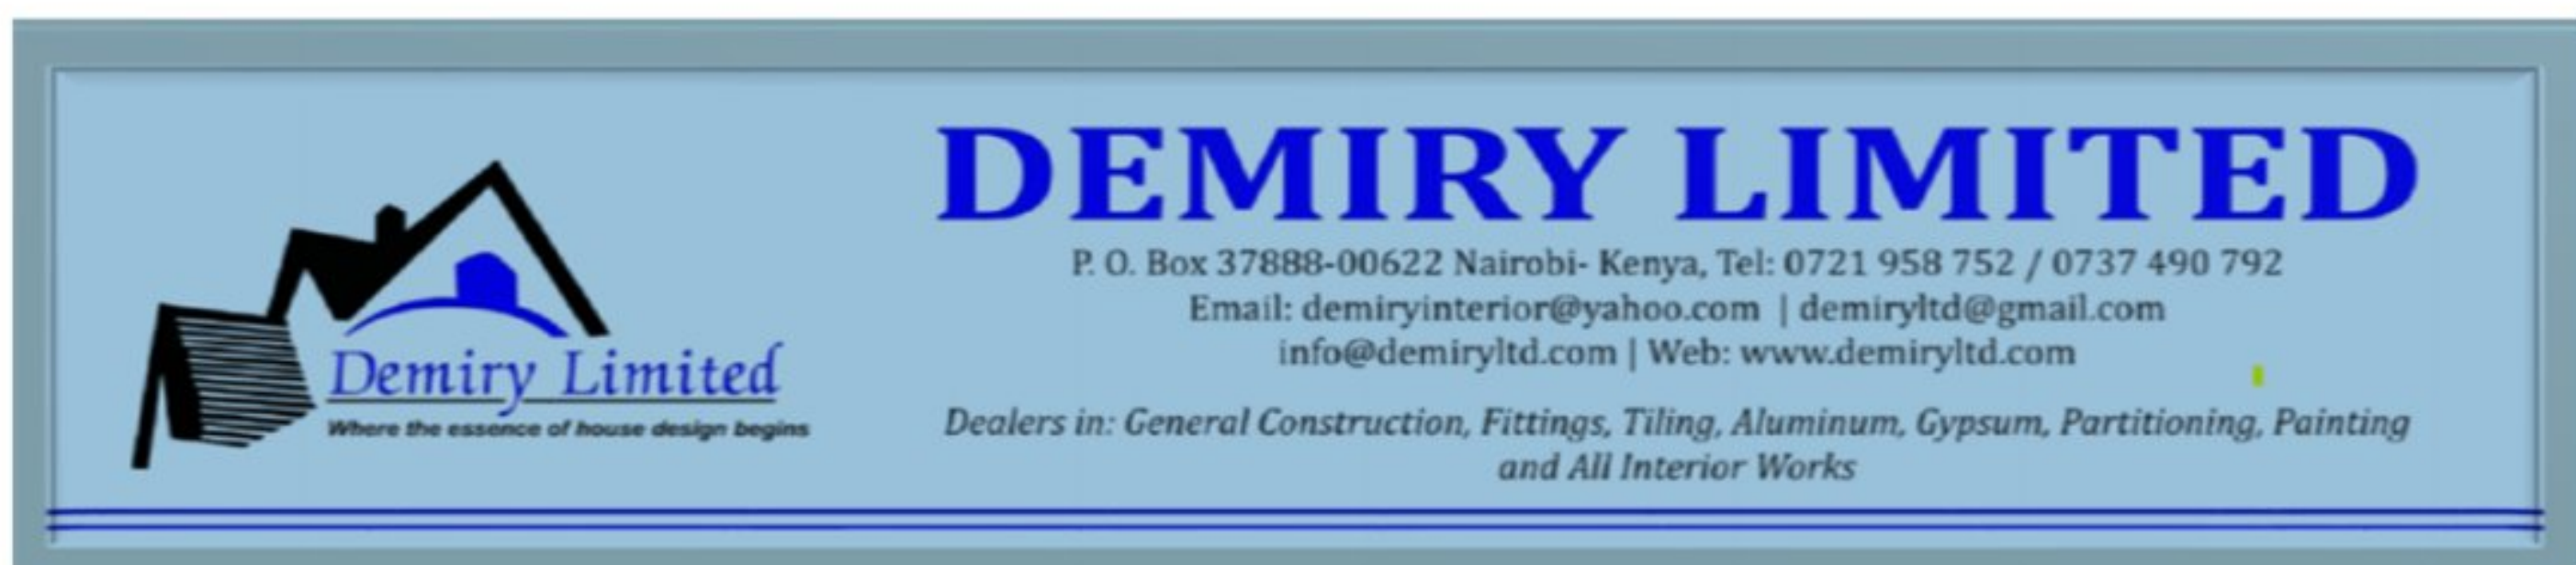 DEMIRY LIMITED
P. O. Box 37888-00622 Nairobi- Kenya, Tel: 0721 958 752 / 0737 490 792
Email: demiryinterior@yahoo.com | demiryltd@gmail.com
info@demiryltd.com | Web: www.demiryltd.com
Dealers in: General Construction, Fittings, Tiling, Aluminum, Gypsum, Partitioning, Painting
and All Interior Works
Demiry Limited
Where the essence of house design begins